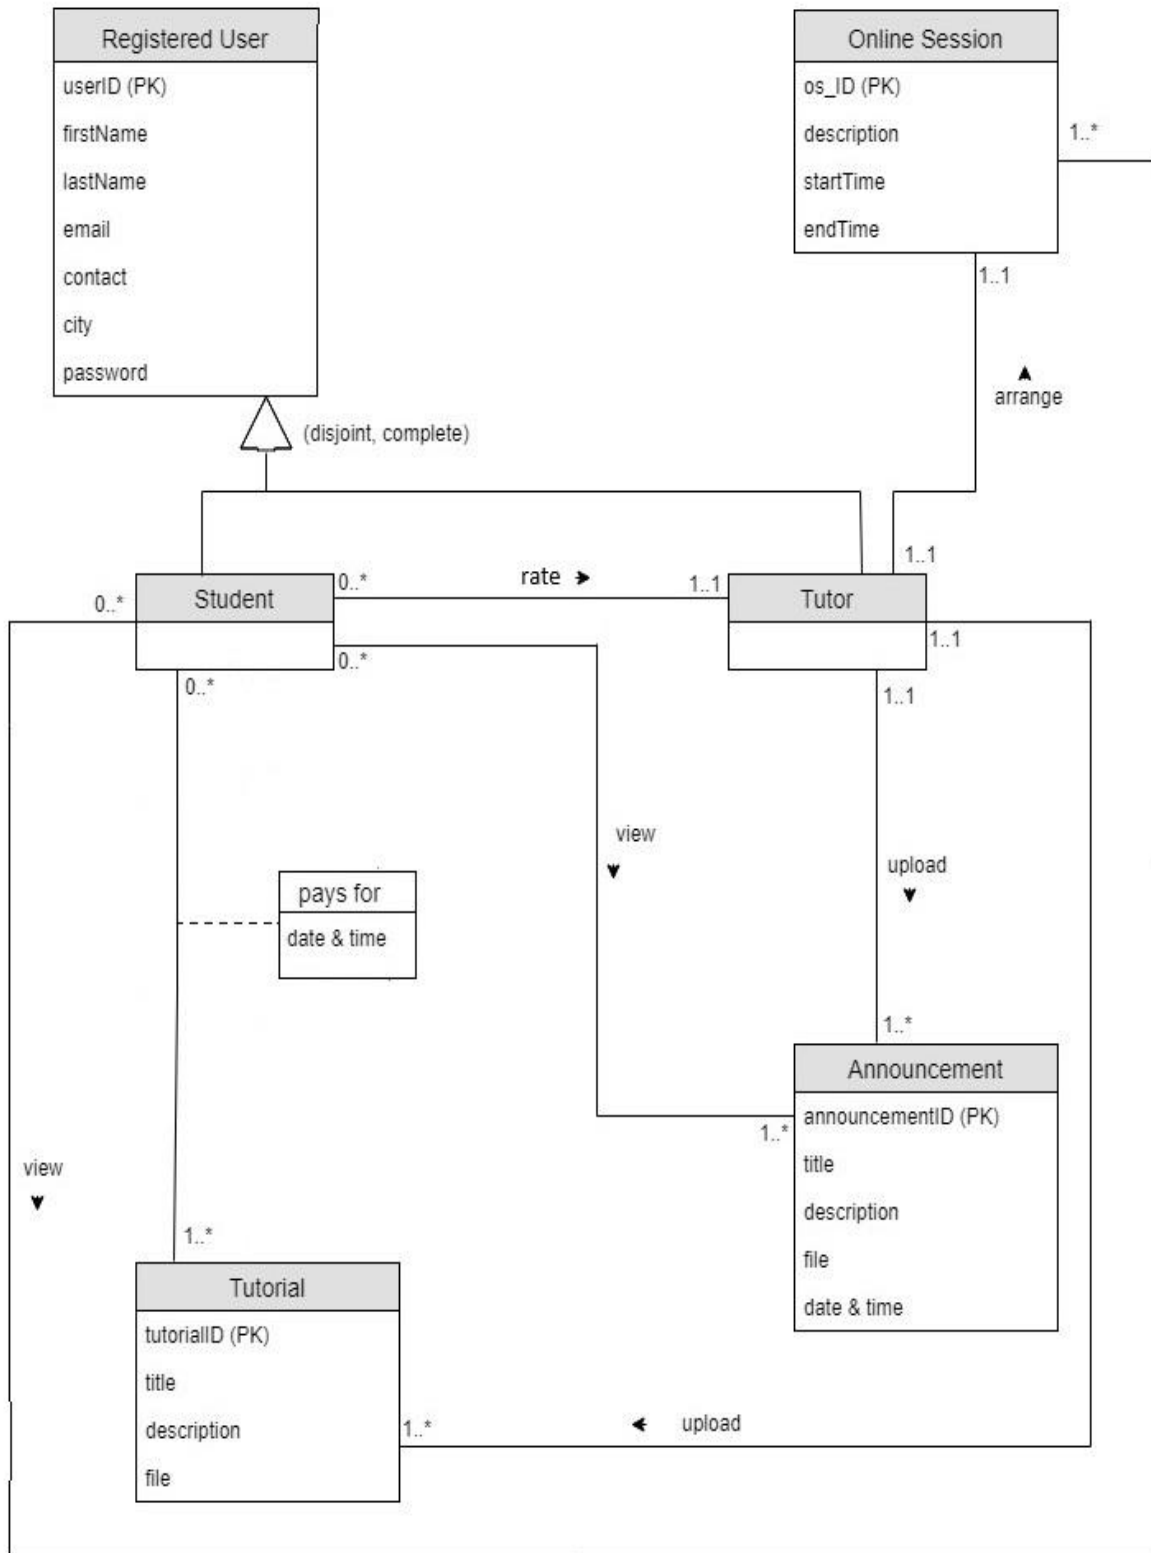 Registered User
userID (PK)
firstName
lastName
email
contact
city
password
(disjoint, complete)
Online Session
os_ID (PK)
description
startTime
endTime
1..*
1..1
arrange
1..1
0..*
Student
0..*
rate
1..1
Tutor
0..*
0..*
1..1
1..1
view
upload
pays for
date & time
1..*
Announcement
announcementID (PK)
title
description
file
date & time
1..*
view
1..*
Tutorial
tutorialID (PK)
title
description
file
1..*
upload